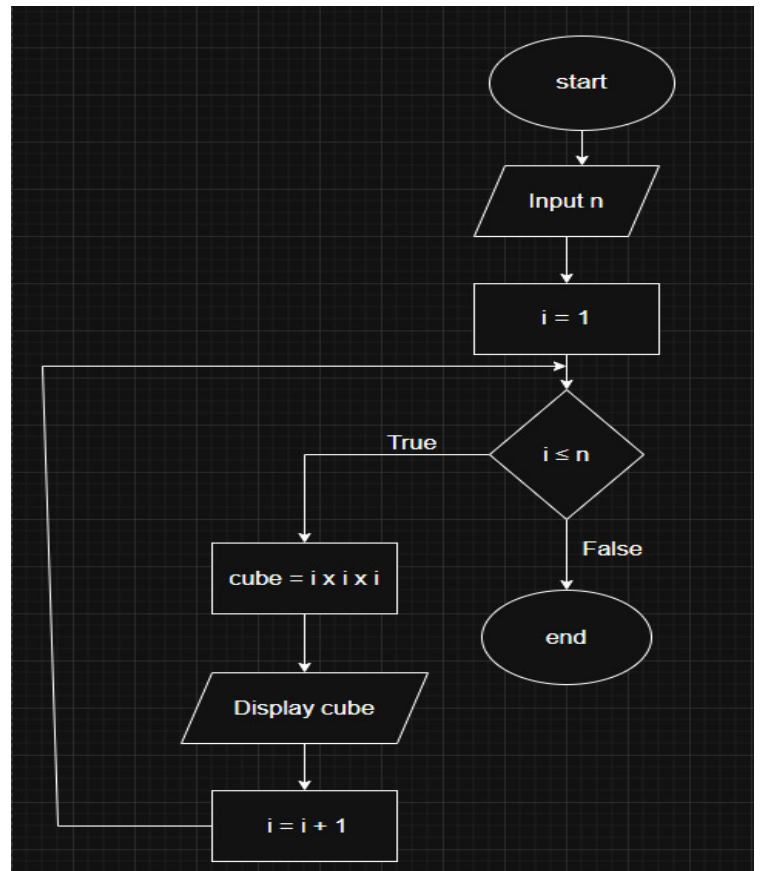 start
Input n
i = 1
i ≤ n
True
False
cube = i x i x i
end
Display cube
i = i + 1